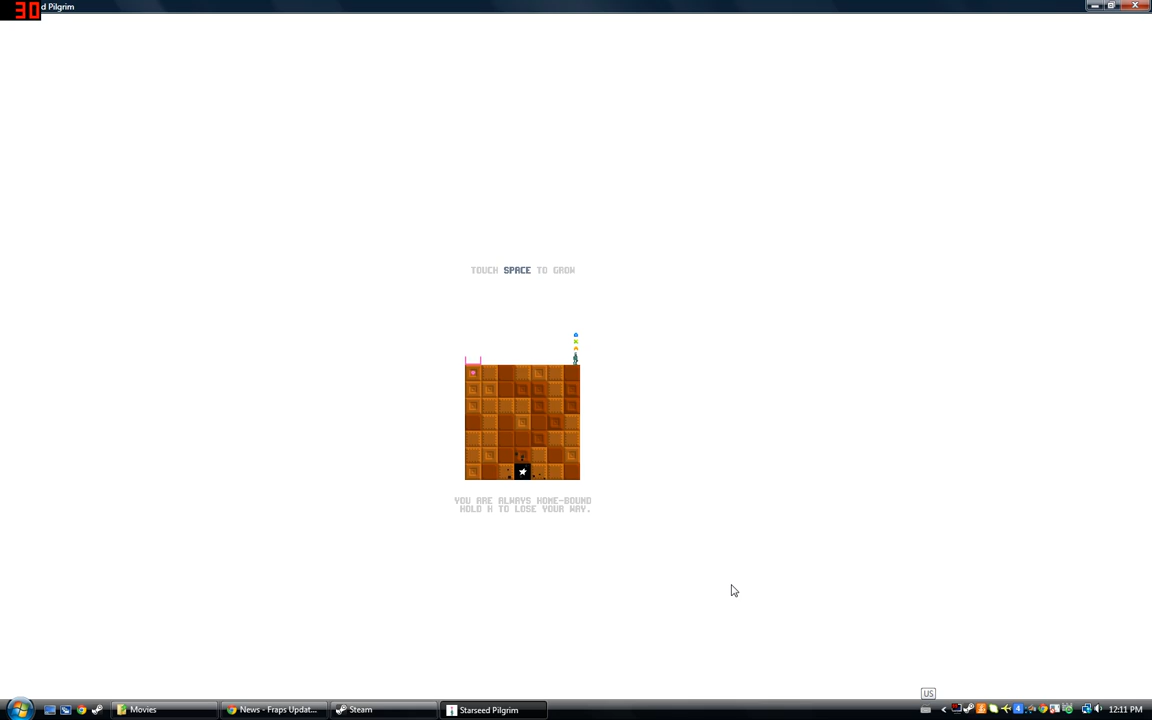 30
d Pilgrim
TOUCH SPACE TO GROW
YOU ARE ALWAYS HOME-BOUND
HOLD H TO LOSE YOUR WAY.
US
Movies
News - Fraps Updat...
Steam
Starseed Pilgrim
4
12:11 PM